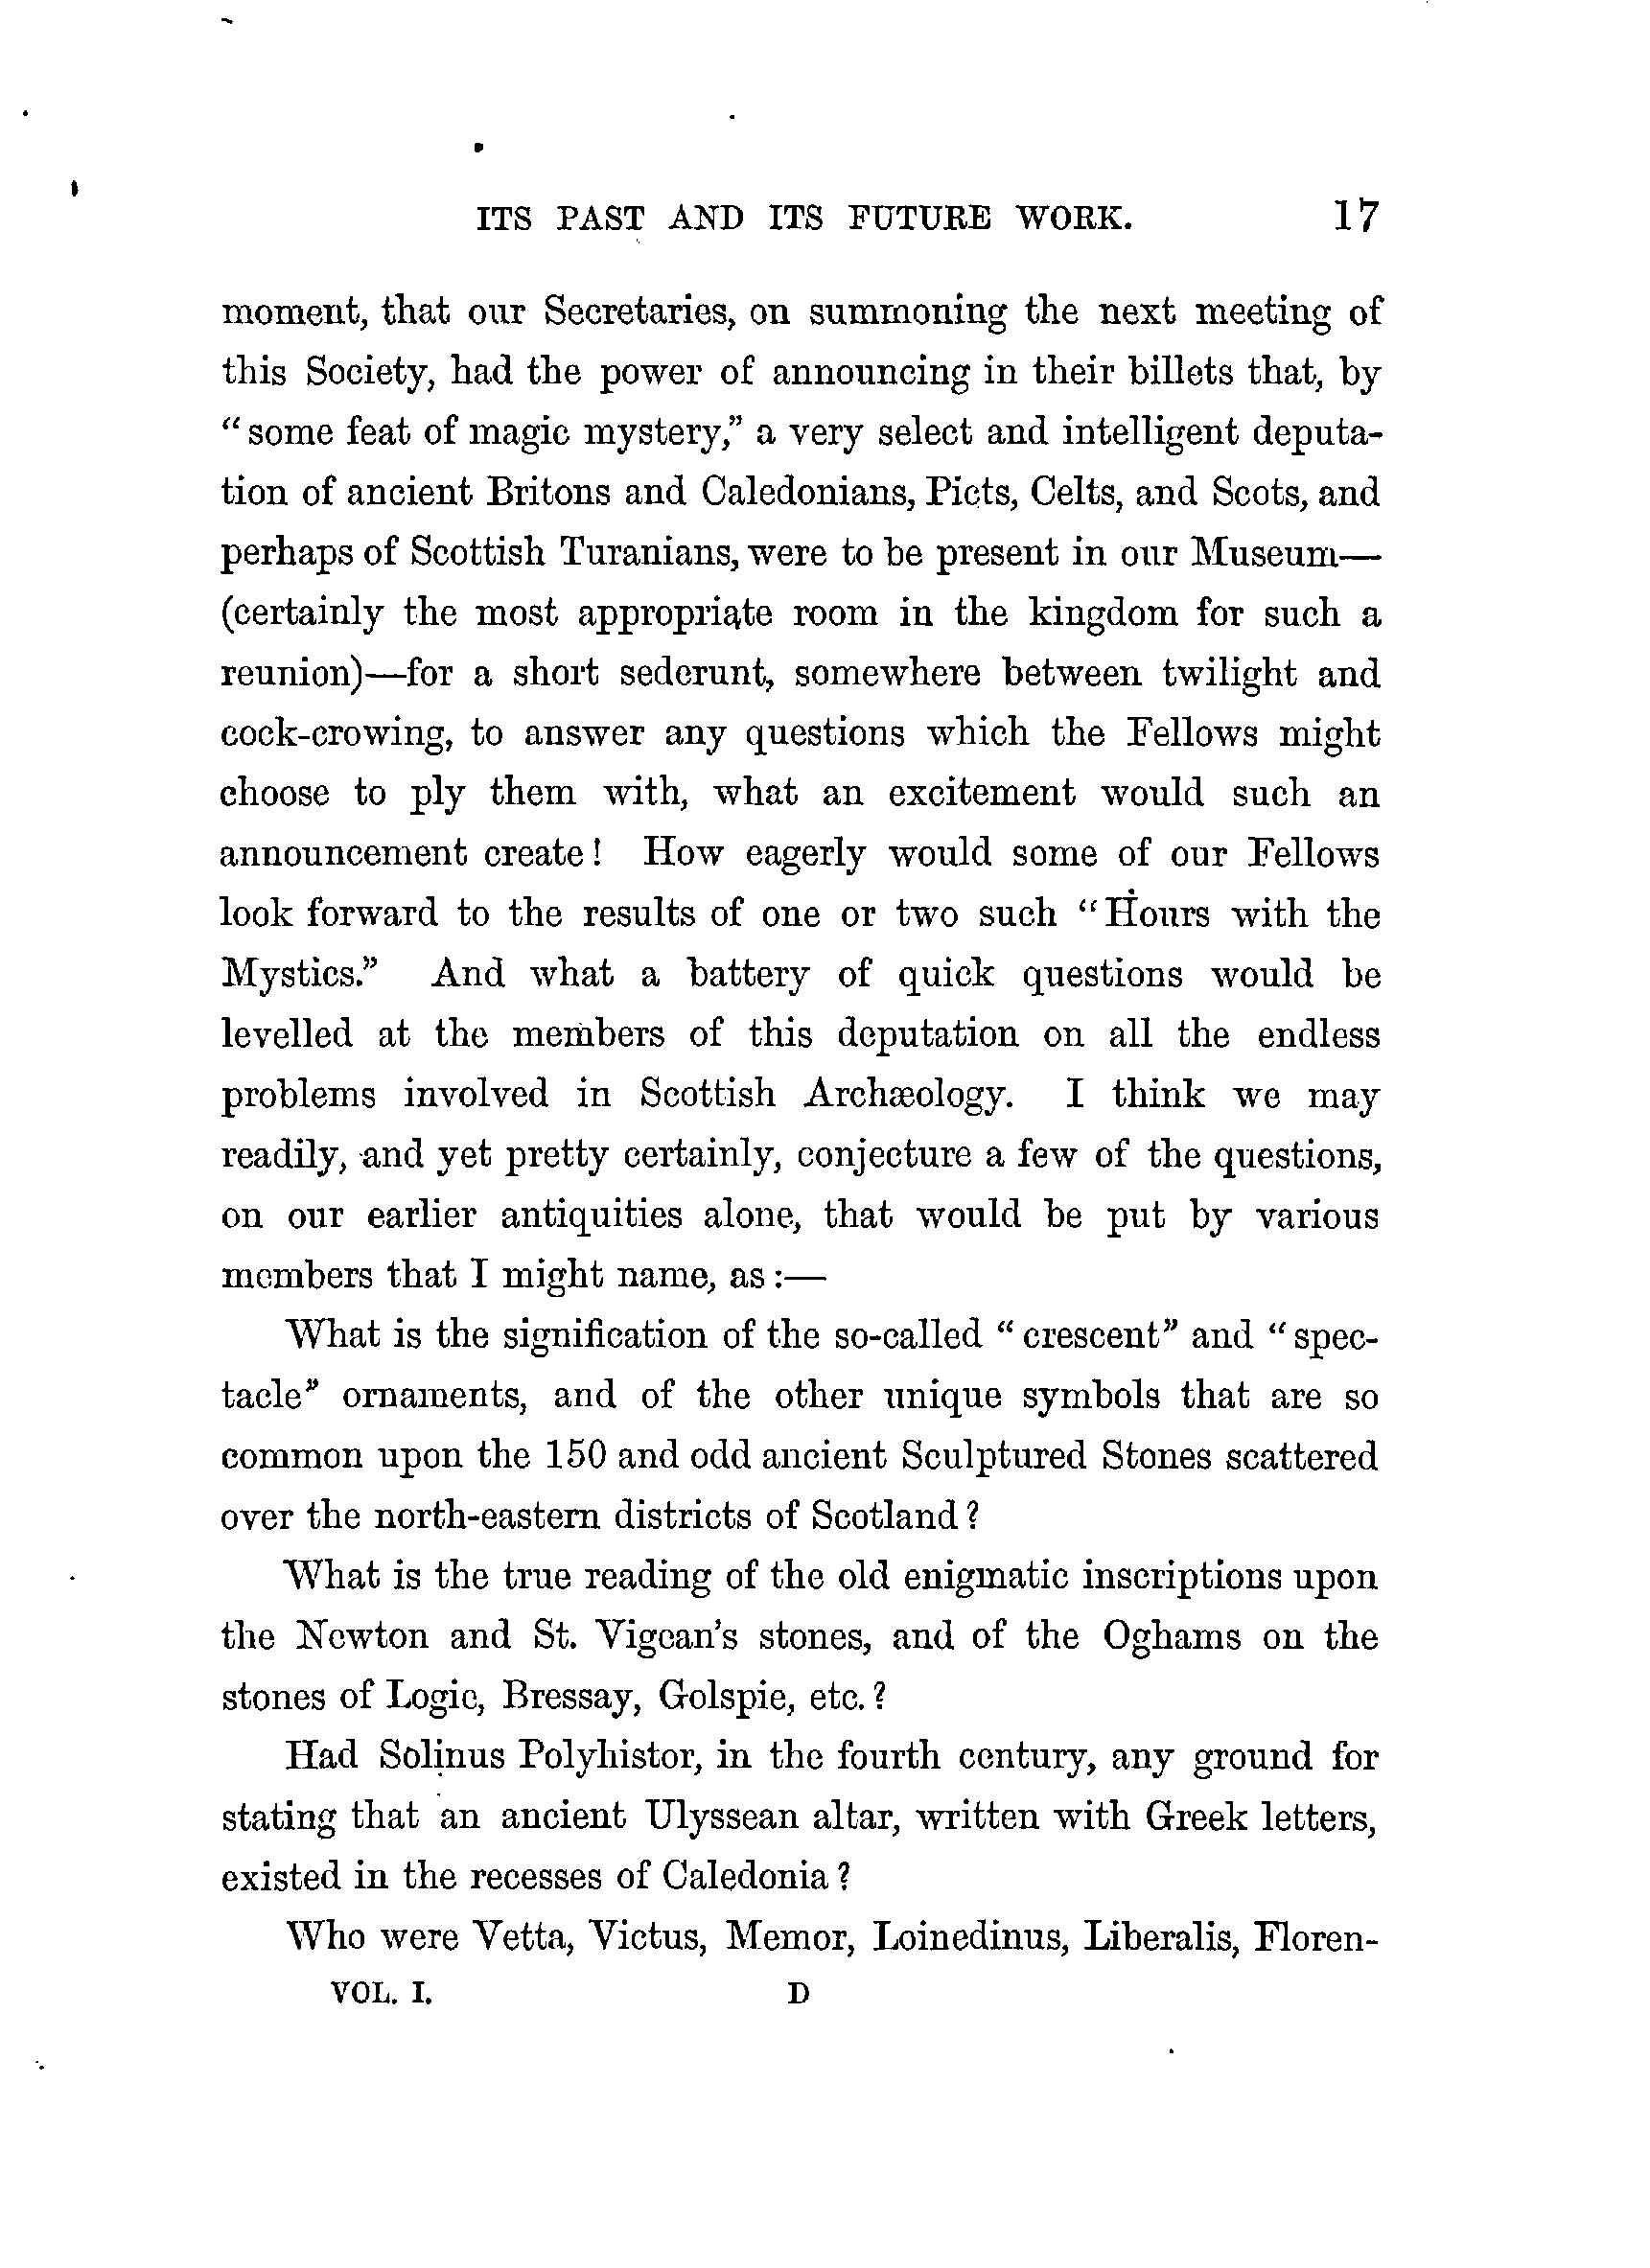 ITS PAST AND ITS FUTURE WORK. 17
moment, that our Secretaries, on summoning the next meeting of
this Society, had the power of announcing in their billets that, by
“some feat of magic mystery,” a very select and intelligent deputa-
tion of ancient Britons and Caledonians, Picts, Celts, and Scots, and
perhaps of Scottish Turanians, were to be present in our Museum—
(certainly the most appropriate room in the kingdom for such a
reunion)—for a short sederunt, somewhere between twilight and
cock-crowing, to answer any questions which the Fellows might
choose to ply them with, what an excitement would such an
announcement create! How eagerly would some of our Fellows
look forward to the results of one or two such “Hours with the
Mystics.” And what a battery of quick questions would be
levelled at the members of this deputation on all the endless
problems involved in Scottish Archæology. I think we may
readily, and yet pretty certainly, conjecture a few of the questions,
on our earlier antiquities alone, that would be put by various
members that I might name, as:—
What is the signification of the so-called “crescent” and “spec-
tacle” ornaments, and of the other unique symbols that are so
common upon the 150 and odd ancient Sculptured Stones scattered
over the north-eastern districts of Scotland?
What is the true reading of the old enigmatic inscriptions upon
the Newton and St. Vigean's stones, and of the Oghams on the
stones of Logie, Bressay, Golspie, etc.?
Had Solinus Polyhistor, in the fourth century, any ground for
stating that an ancient Ulyssean altar, written with Greek letters,
existed in the recesses of Caledonia?
Who were Vetta, Victus, Memor, Loinedinus, Liberalis, Floren-
VOL. I. D